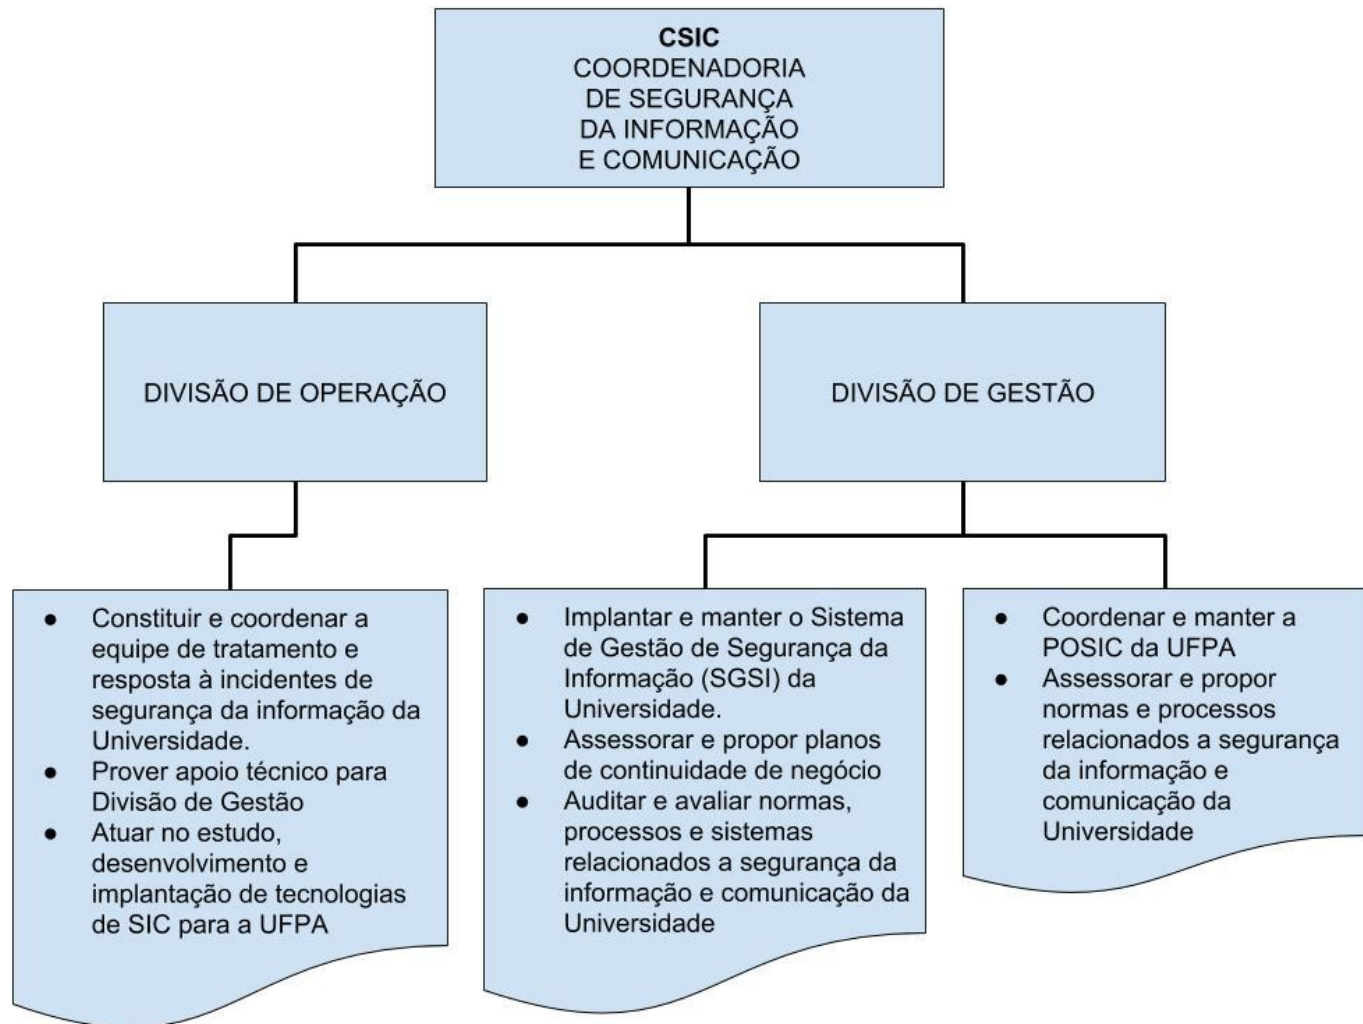 CSIC
COORDENADORIA
DE SEGURANÇA
DA INFORMAÇÃO
E COMUNICAÇÃO
DIVISÃO DE OPERAÇÃO
DIVISÃO DE GESTÃO
● Constituir e coordenar a
equipe de tratamento e
resposta à incidentes de
segurança da informação da
Universidade.
● Prover apoio técnico para
Divisão de Gestão
● Atuar no estudo,
desenvolvimento e
implantação de tecnologias
de SIC para a UFPA
● Implantar e manter o Sistema
de Gestão de Segurança da
Informação (SGSI) da
Universidade.
● Assessorar e propor planos
de continuidade de negócio
● Auditar e avaliar normas,
processos e sistemas
relacionados a segurança da
informação e comunicação da
Universidade
● Coordenar e manter a
POSIC da UFPA
● Assessorar e propor
normas e processos
relacionados a segurança
da informação e
comunicação da
Universidade